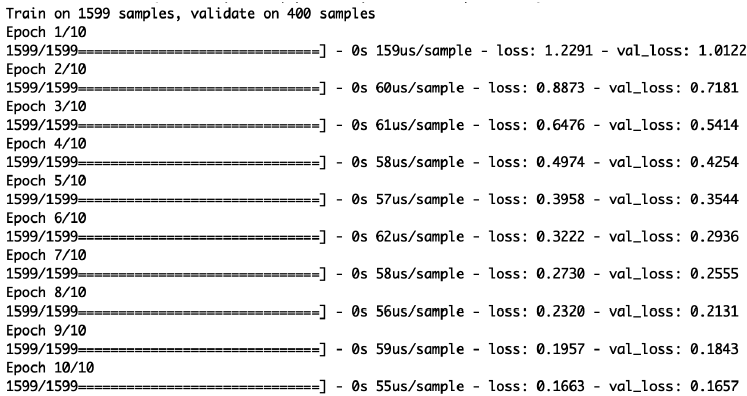 Train on 1599 samples, validate on 400 samples
Epoch 1/10
1599/1599==============================] - 0s 159us/sample - loss: 1.2291 - val_loss: 1.0122
Epoch 2/10
1599/1599==============================] - 0s 60us/sample - loss: 0.8873 - val_loss: 0.7181
Epoch 3/10
1599/1599==============================] - 0s 61us/sample - loss: 0.6476 - val_loss: 0.5414
Epoch 4/10
1599/1599==============================] - 0s 58us/sample - loss: 0.4974 - val_loss: 0.4254
Epoch 5/10
1599/1599==============================] - 0s 57us/sample - loss: 0.3958 - val_loss: 0.3544
Epoch 6/10
1599/1599==============================] - 0s 62us/sample - loss: 0.3222 - val_loss: 0.2936
Epoch 7/10
1599/1599==============================] - 0s 58us/sample - loss: 0.2730 - val_loss: 0.2555
Epoch 8/10
1599/1599==============================] - 0s 56us/sample - loss: 0.2320 - val_loss: 0.2131
Epoch 9/10
1599/1599==============================] - 0s 59us/sample - loss: 0.1957 - val_loss: 0.1843
Epoch 10/10
1599/1599==============================] - 0s 55us/sample - loss: 0.1663 - val_loss: 0.1657